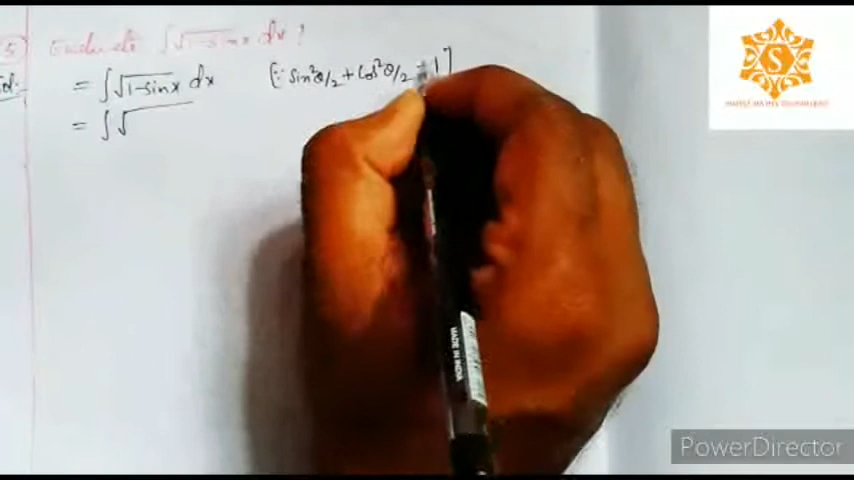 5) Evaluate ∫√1-sinx dx ?
Sol:- = ∫√1-sinx dx [∵ sin²θ/2 + cos²θ/2 = 1]
= ∫√
S
MADE IN INDIA
PowerDirector